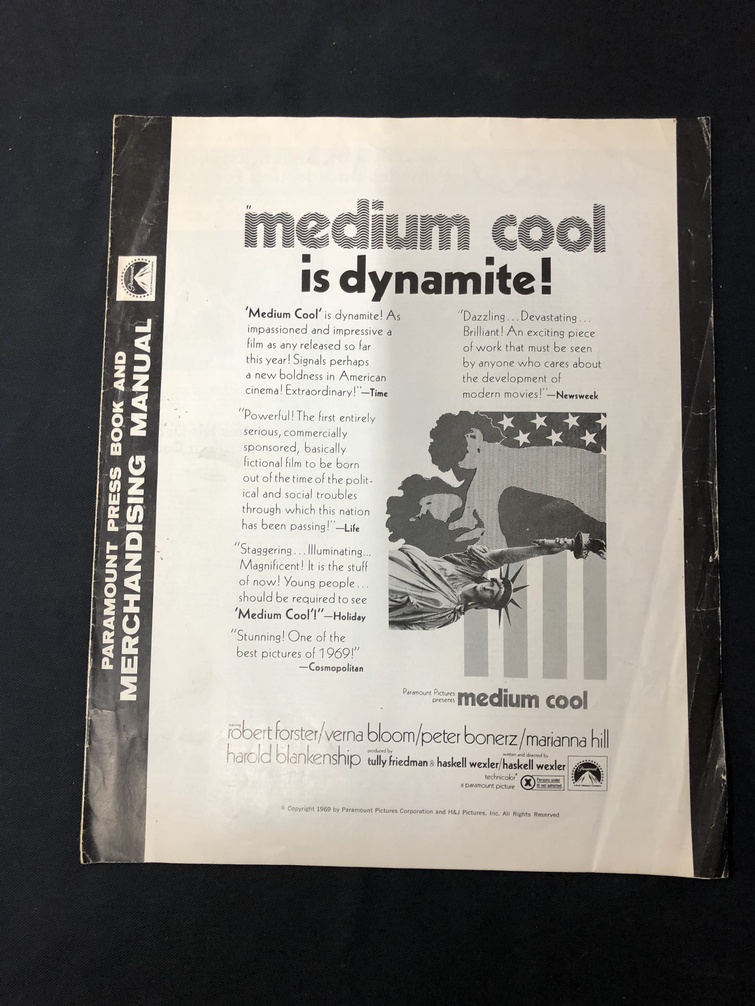 PARAMOUNT PRESS BOOK AND
MERCHANDISING MANUAL
"medium cool
is dynamite!
'Medium Cool' is dynamite! As
impassioned and impressive a
film as any released so far
this year! Signals perhaps
a new boldness in American
cinema! Extraordinary!"—Time
"Powerful! The first entirely
serious, commercially
sponsored, basically
fictional film to be born
out of the time of the polit-
ical and social troubles
through which this nation
has been passing!"—Life
"Staggering...Illuminating...
Magnificent! It is the stuff
of now! Young people...
should be required to see
'Medium Cool'!"—Holiday
"Stunning! One of the
best pictures of 1969!"
—Cosmopolitan
"Dazzling...Devastating...
Brilliant! An exciting piece
of work that must be seen
by anyone who cares about
the development of
modern movies!"—Newsweek
Paramount Pictures
presents
medium cool
starring
robert forster/verna bloom/peter bonerz/marianna hill
harold blankenship
produced by
tully friedman & haskell wexler/
written and directed by
haskell wexler
technicolor®
a paramount picture
X
Persons under
not admitted
Paramount
© Copyright 1969 by Paramount Pictures Corporation and H&J Pictures, Inc. All Rights Reserved